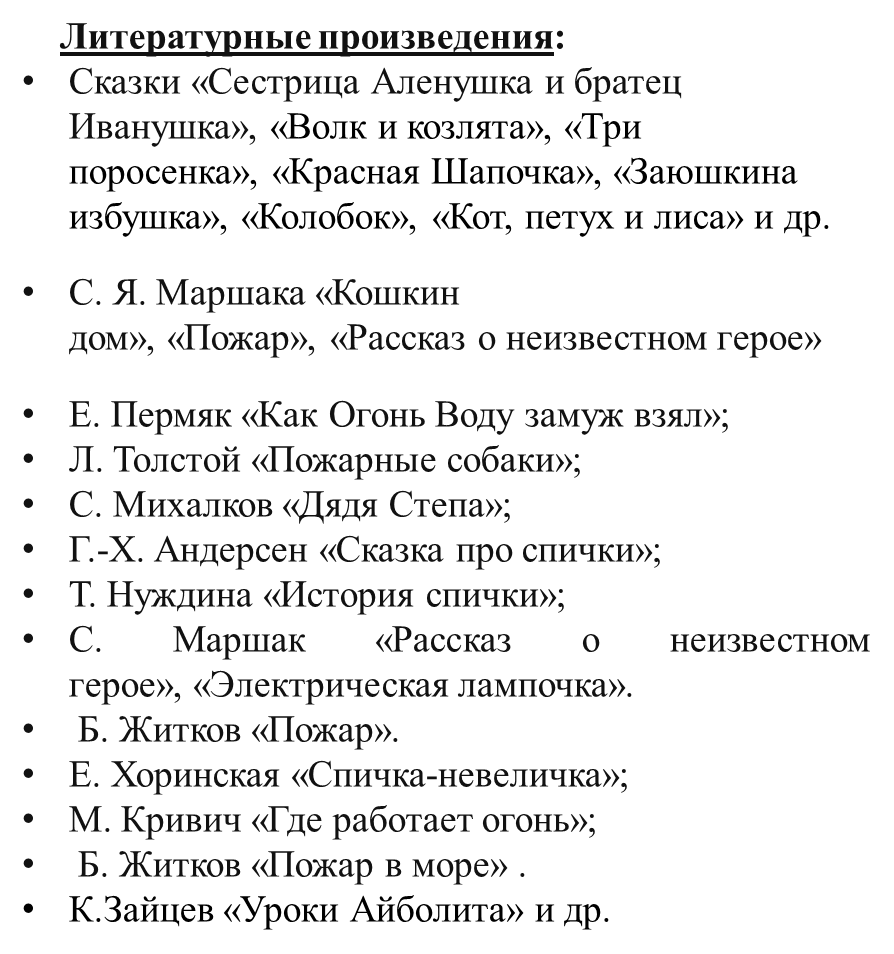 Литературные произведения:
• Сказки «Сестрица Аленушка и братец
Иванушка», «Волк и козлята», «Три
поросенка», «Красная Шапочка», «Заюшкина
избушка», «Колобок», «Кот, петух и лиса» и др.
• С. Я. Маршака «Кошкин
дом», «Пожар», «Рассказ о неизвестном герое»
• Е. Пермяк «Как Огонь Воду замуж взял»;
• Л. Толстой «Пожарные собаки»;
• С. Михалков «Дядя Степа»;
• Г.-Х. Андерсен «Сказка про спички»;
• Т. Нуждина «История спички»;
• С. Маршак «Рассказ о неизвестном
герое», «Электрическая лампочка».
• Б. Житков «Пожар».
• Е. Хоринская «Спичка-невеличка»;
• М. Кривич «Где работает огонь»;
• Б. Житков «Пожар в море» .
• К.Зайцев «Уроки Айболита» и др.